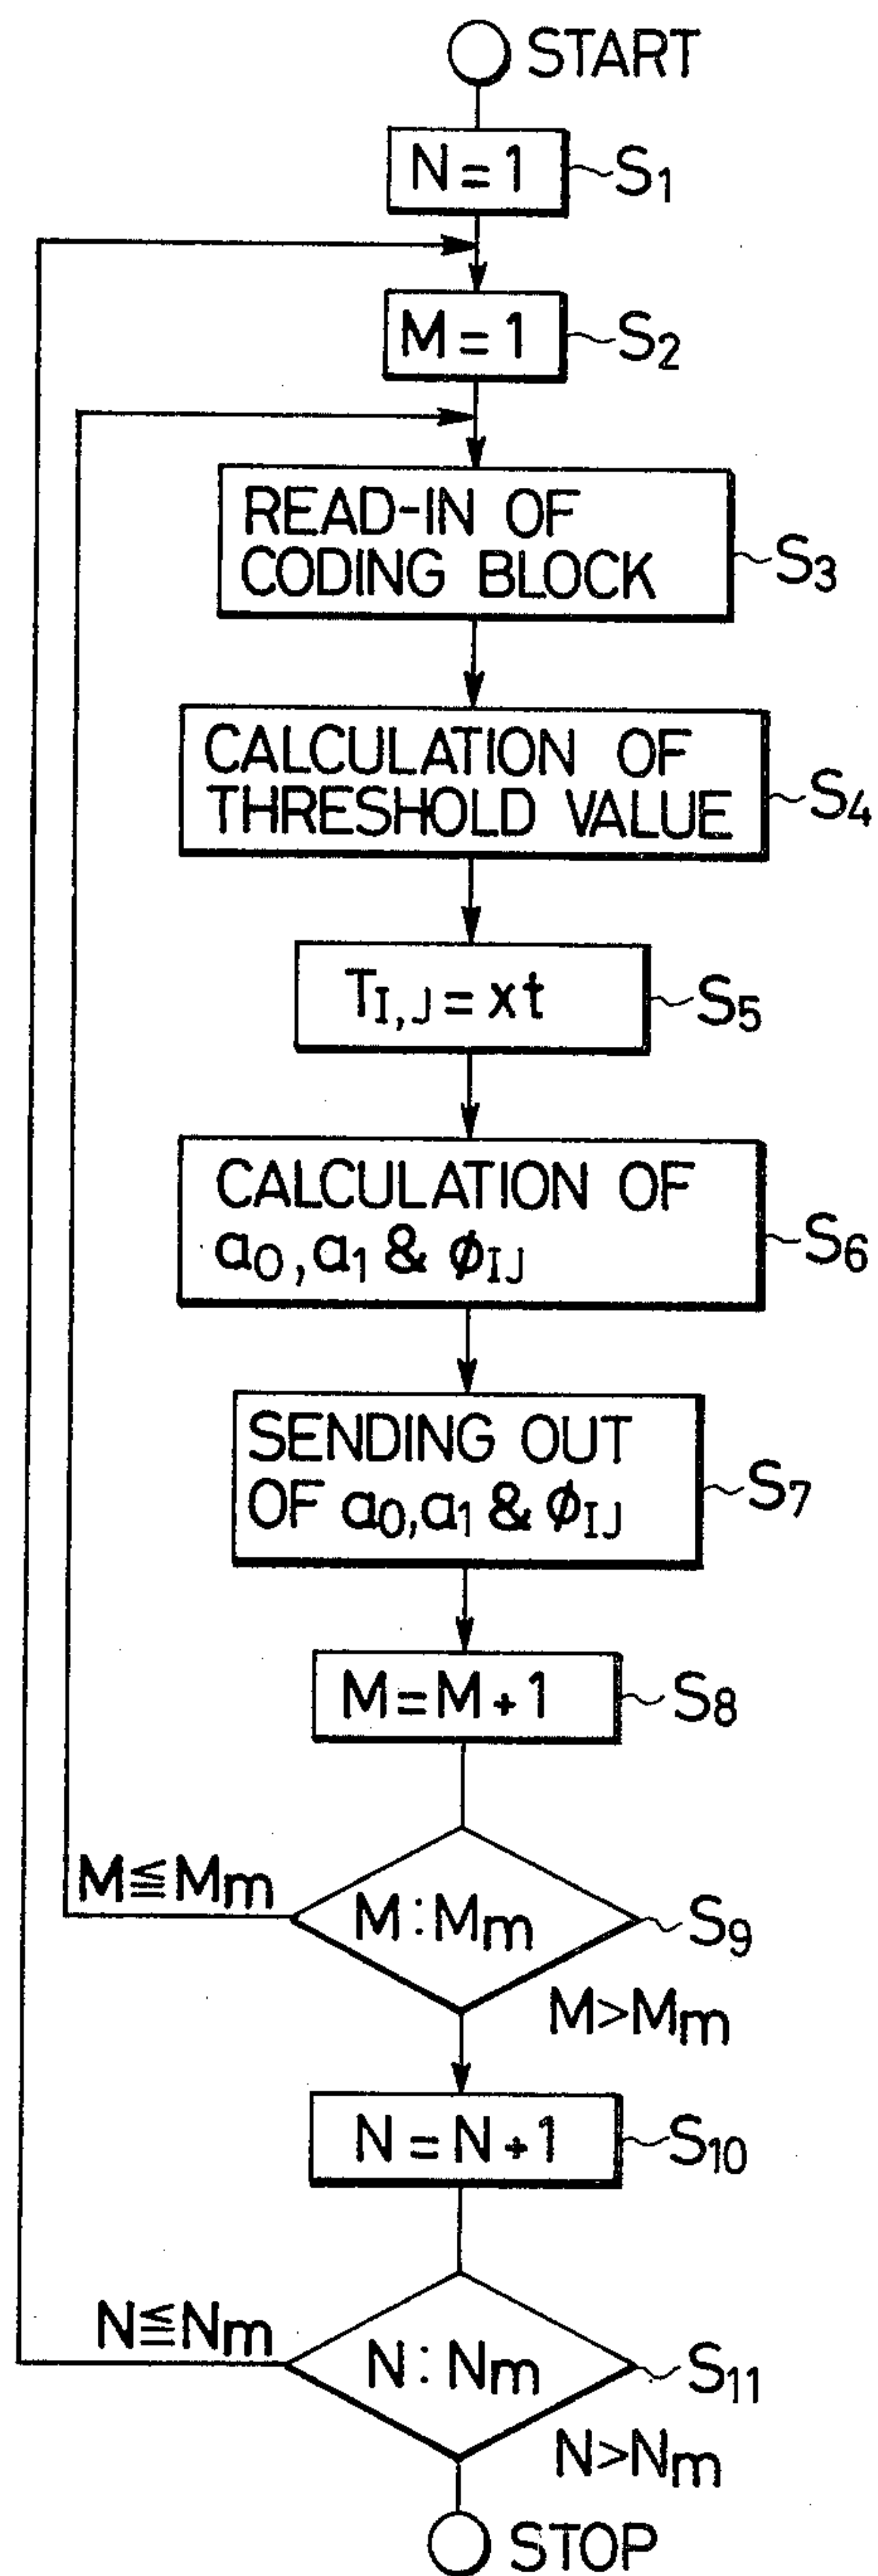 START
N = 1 S1
M = 1 S2
READ-IN OF
CODING BLOCK S3
CALCULATION OF
THRESHOLD VALUE S4
TI,J = xt S5
CALCULATION OF
a0, a1 & ϕIJ S6
SENDING OUT
OF a0, a1 & ϕIJ S7
M = M + 1 S8
M ≦ Mm
M : Mm S9
M > Mm
N = N + 1 S10
N ≦ Nm
N : Nm S11
N > Nm
STOP